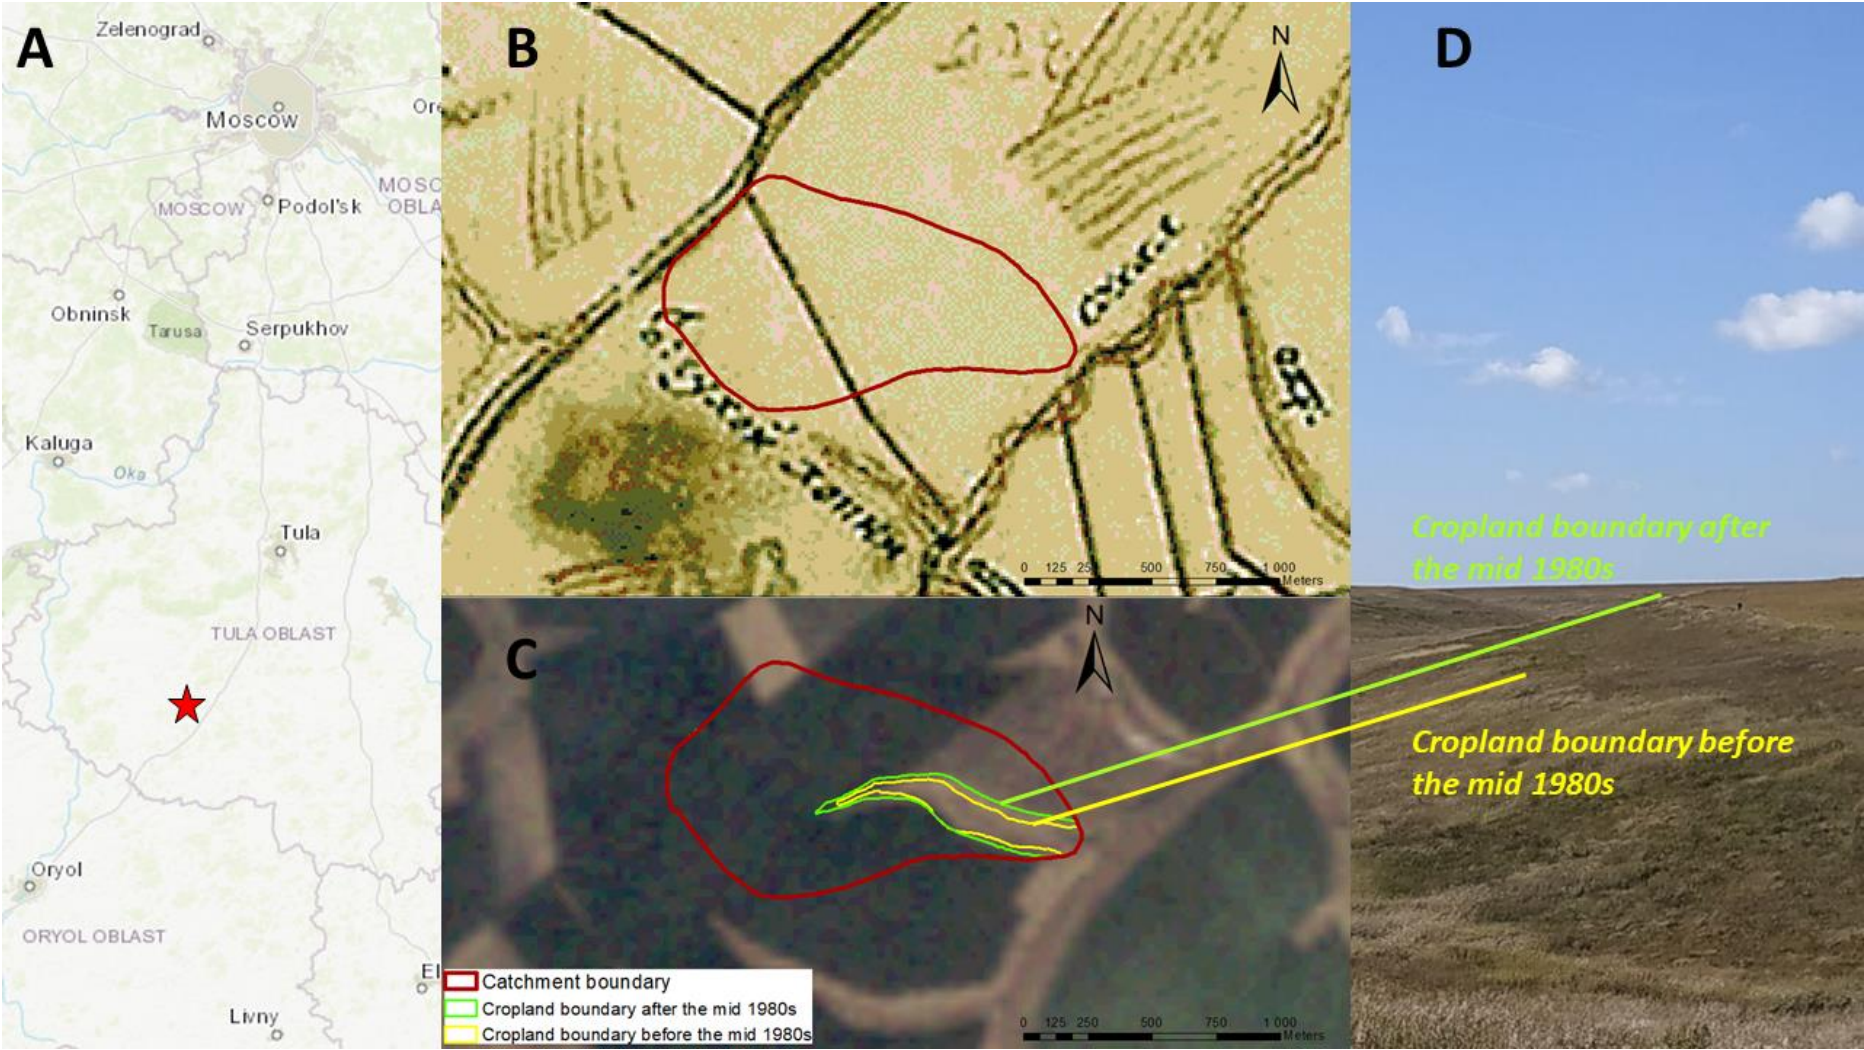 A
Zelenograd
Moscow
Ore
MOSCOW
Podol'sk
MOSC
OBLA
Obninsk
Tarusa
Serpukhov
Kaluga
Oka
Tula
TULA OBLAST
Oryol
ORYOL OBLAST
El
Livny
B
N
0 125 250 500 750 1 000
Meters
C
N
Catchment boundary
Cropland boundary after the mid 1980s
Cropland boundary before the mid 1980s
0 125 250 500 750 1 000
Meters
D
Cropland boundary after
the mid 1980s
Cropland boundary before
the mid 1980s